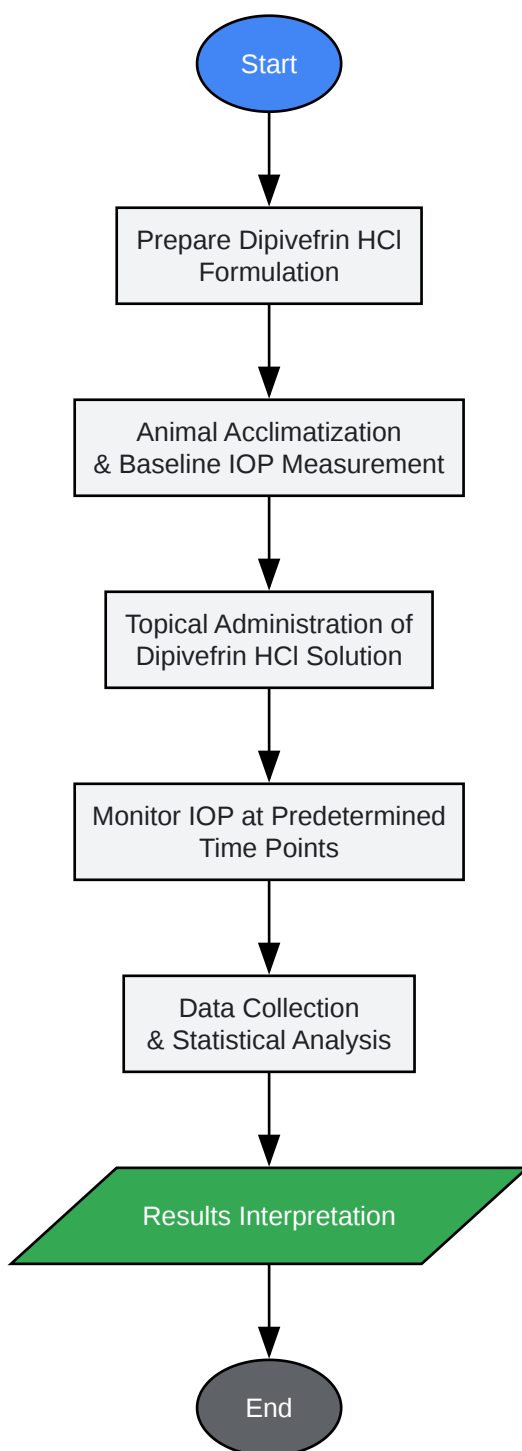 Start
Prepare Dipivefrin HCl
Formulation
Animal Acclimatization
& Baseline IOP Measurement
Topical Administration of
Dipivefrin HCl Solution
Monitor IOP at Predetermined
Time Points
Data Collection
& Statistical Analysis
Results Interpretation
End